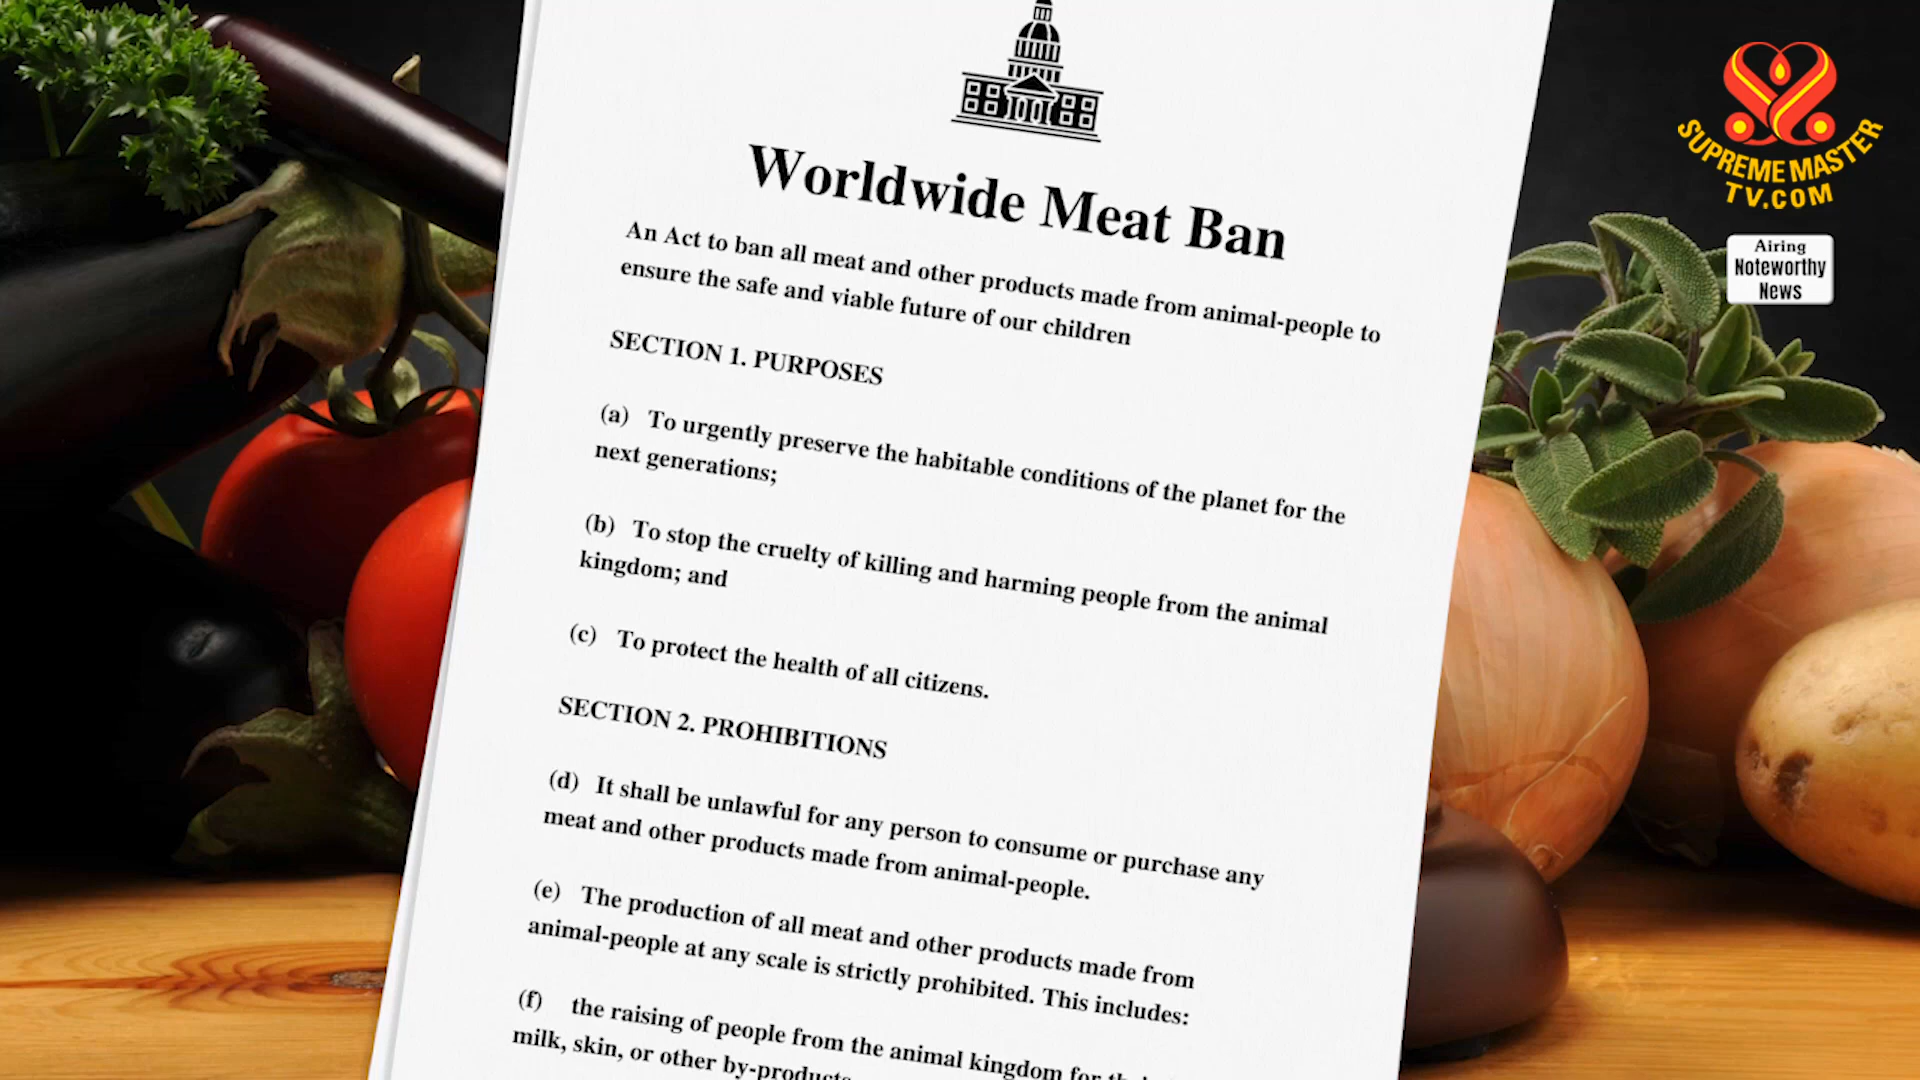 Worldwide Meat Ban
An Act to ban all meat and other products made from animal-people to
ensure the safe and viable future of our children
SECTION 1. PURPOSES
(a) To urgently preserve the habitable conditions of the planet for the
next generations;
(b) To stop the cruelty of killing and harming people from the animal
kingdom; and
(c) To protect the health of all citizens.
SECTION 2. PROHIBITIONS
(d) It shall be unlawful for any person to consume or purchase any
meat and other products made from animal-people.
(e) The production of all meat and other products made from
animal-people at any scale is strictly prohibited. This includes:
(f) the raising of people from the animal kingdom for
milk, skin, or other by-products
SUPREME MASTER
TV.COM
Airing
Noteworthy
News